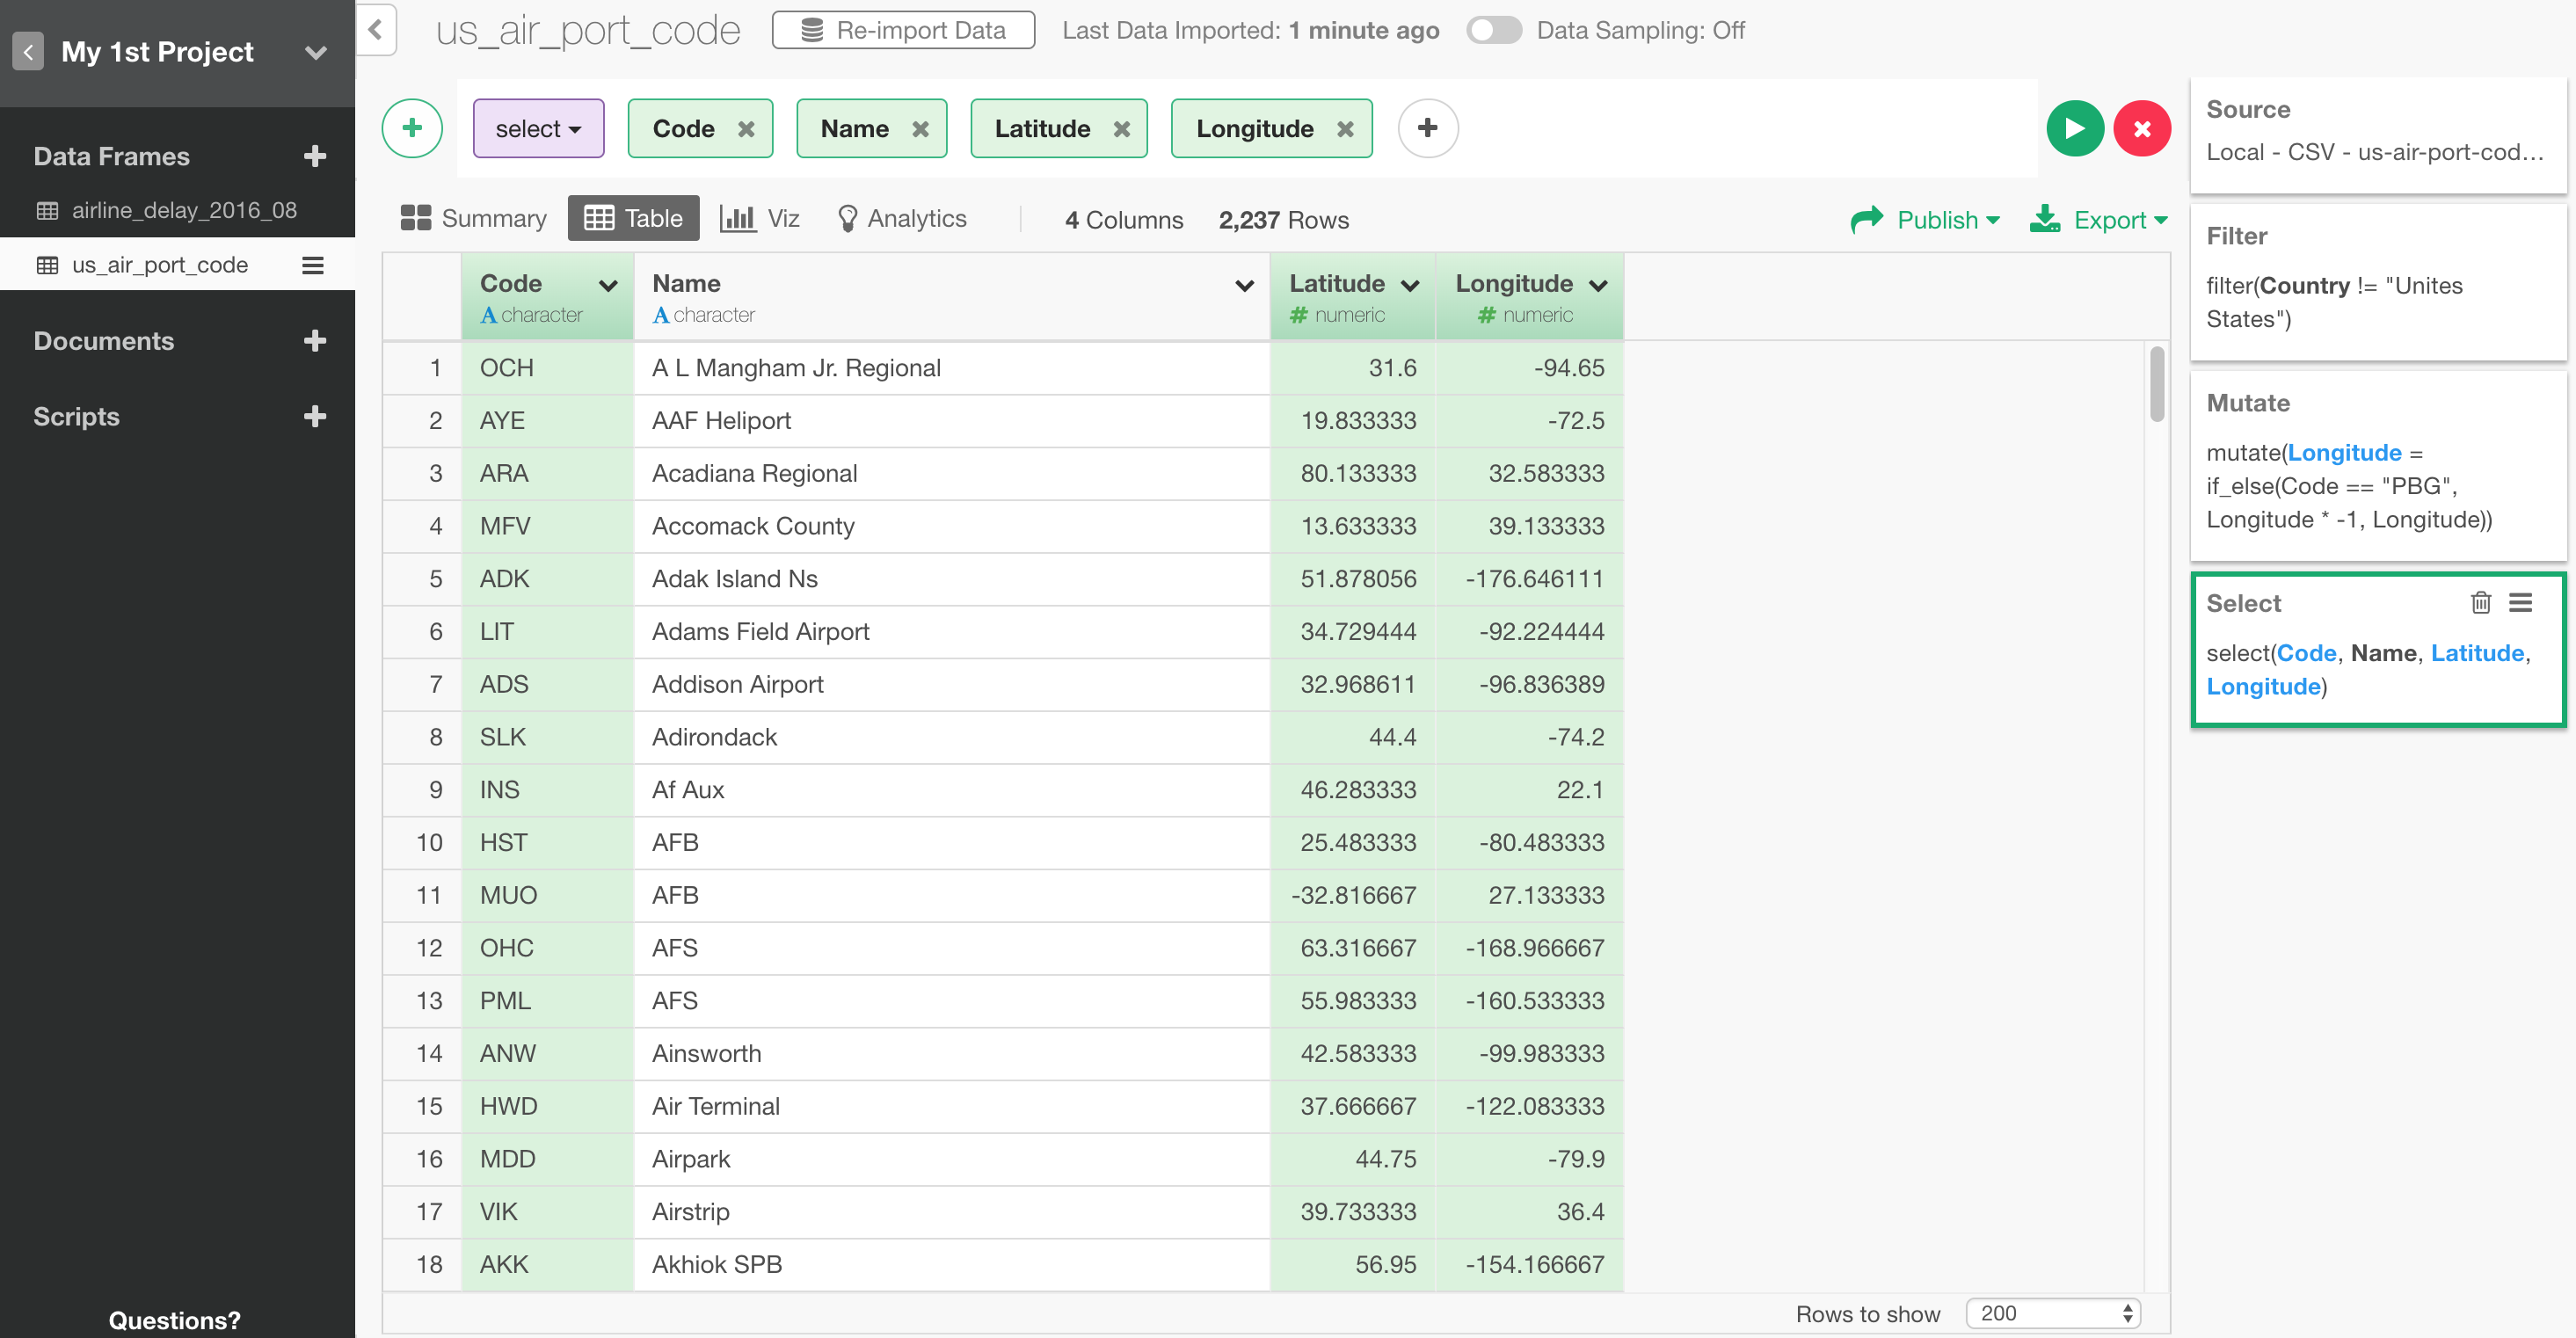 My 1st Project
us_air_port_code
Re-import Data
Last Data Imported: 1 minute ago
Data Sampling: Off
Data Frames
airline_delay_2016_08
us_air_port_code
Documents
Scripts
Questions?
select
Code
Name
Latitude
Longitude
Summary
Table
Viz
Analytics
4 Columns
2,237 Rows
Publish
Export
Code Name Latitude Longitude
A character A character # numeric # numeric
1 OCH A L Mangham Jr. Regional 31.6 -94.65
2 AYE AAF Heliport 19.833333 -72.5
3 ARA Acadiana Regional 80.133333 32.583333
4 MFV Accomack County 13.633333 39.133333
5 ADK Adak Island Ns 51.878056 -176.646111
6 LIT Adams Field Airport 34.729444 -92.224444
7 ADS Addison Airport 32.968611 -96.836389
8 SLK Adirondack 44.4 -74.2
9 INS Af Aux 46.283333 22.1
10 HST AFB 25.483333 -80.483333
11 MUO AFB -32.816667 27.133333
12 OHC AFS 63.316667 -168.966667
13 PML AFS 55.983333 -160.533333
14 ANW Ainsworth 42.583333 -99.983333
15 HWD Air Terminal 37.666667 -122.083333
16 MDD Airpark 44.75 -79.9
17 VIK Airstrip 39.733333 36.4
18 AKK Akhiok SPB 56.95 -154.166667
Rows to show 200
Source
Local - CSV - us-air-port-cod...
Filter
filter(Country != "Unites
States")
Mutate
mutate(Longitude =
if_else(Code == "PBG",
Longitude * -1, Longitude))
Select
select(Code, Name, Latitude,
Longitude)